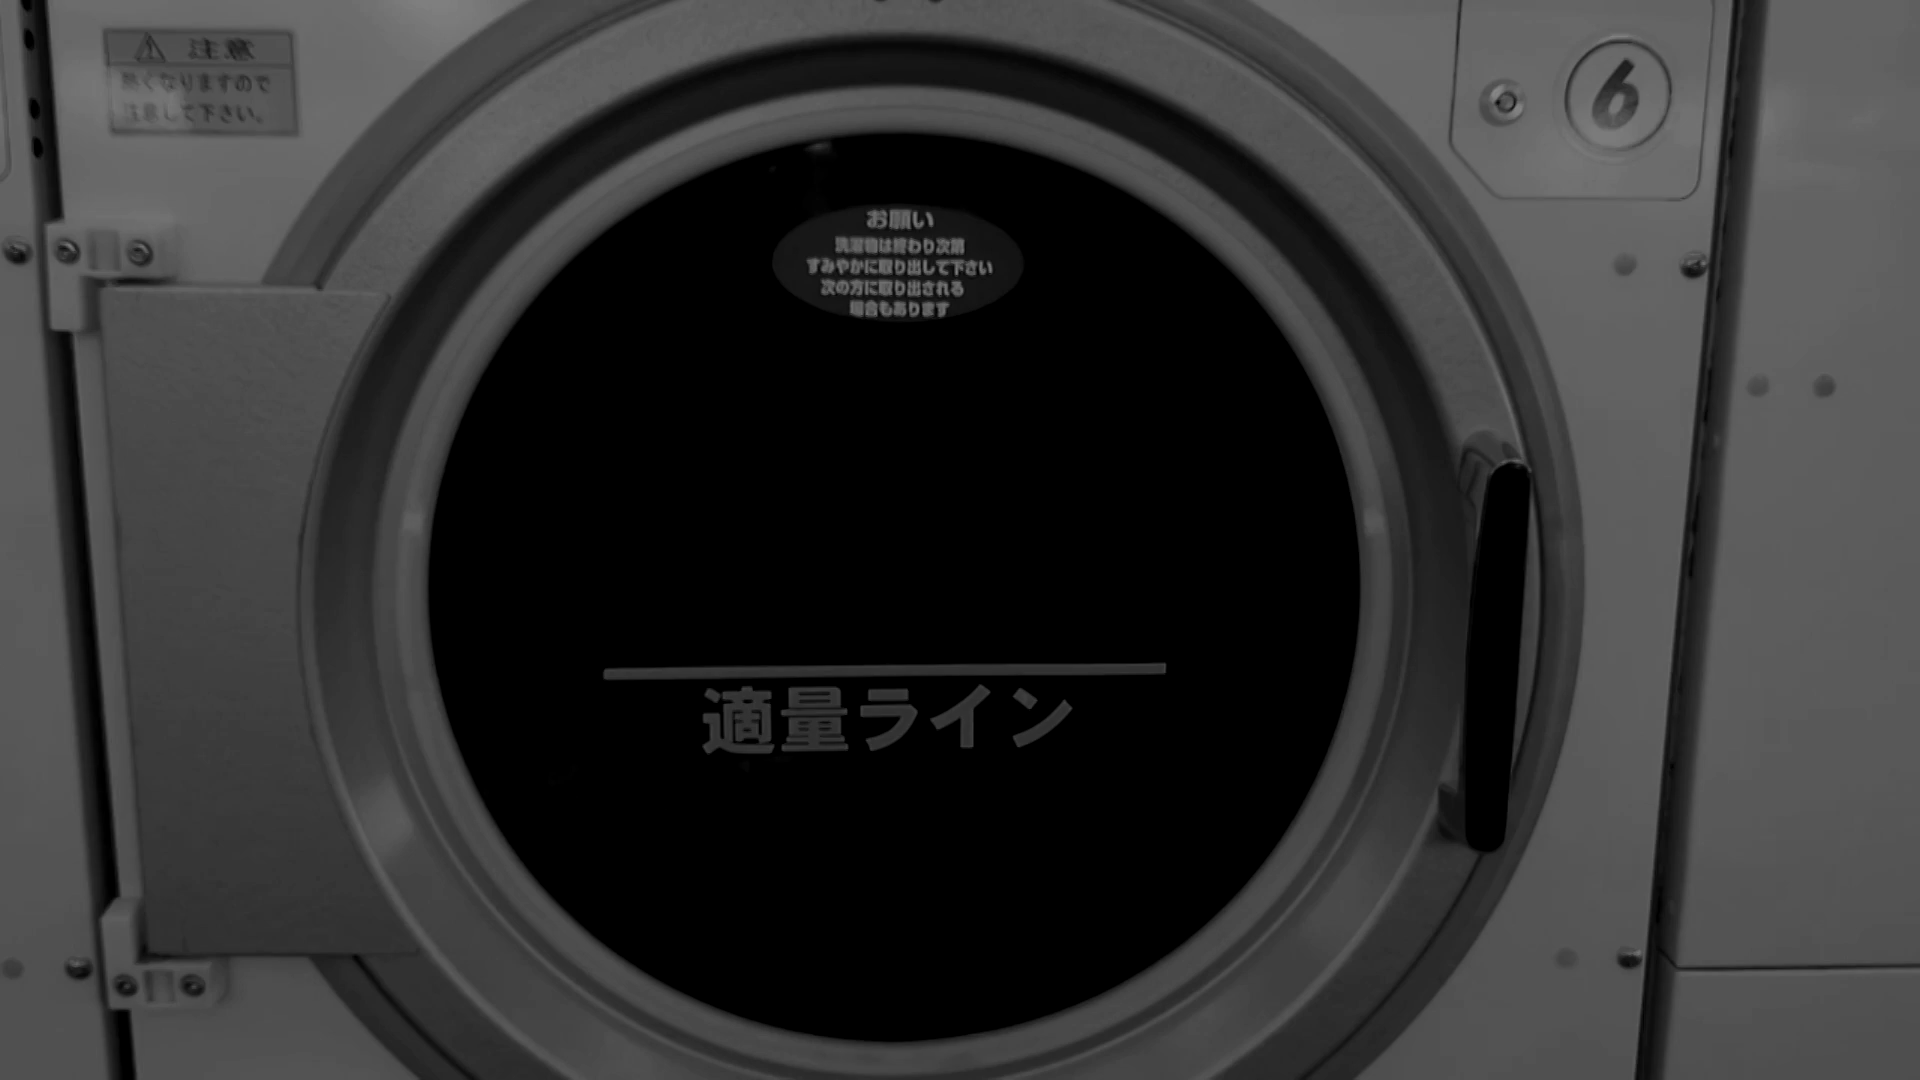 注意
熱くなりますので
注意して下さい。
6
お願い
洗濯物は終わり次第
すみやかに取り出して下さい
次の方に取り出される
場合もあります
適量ライン